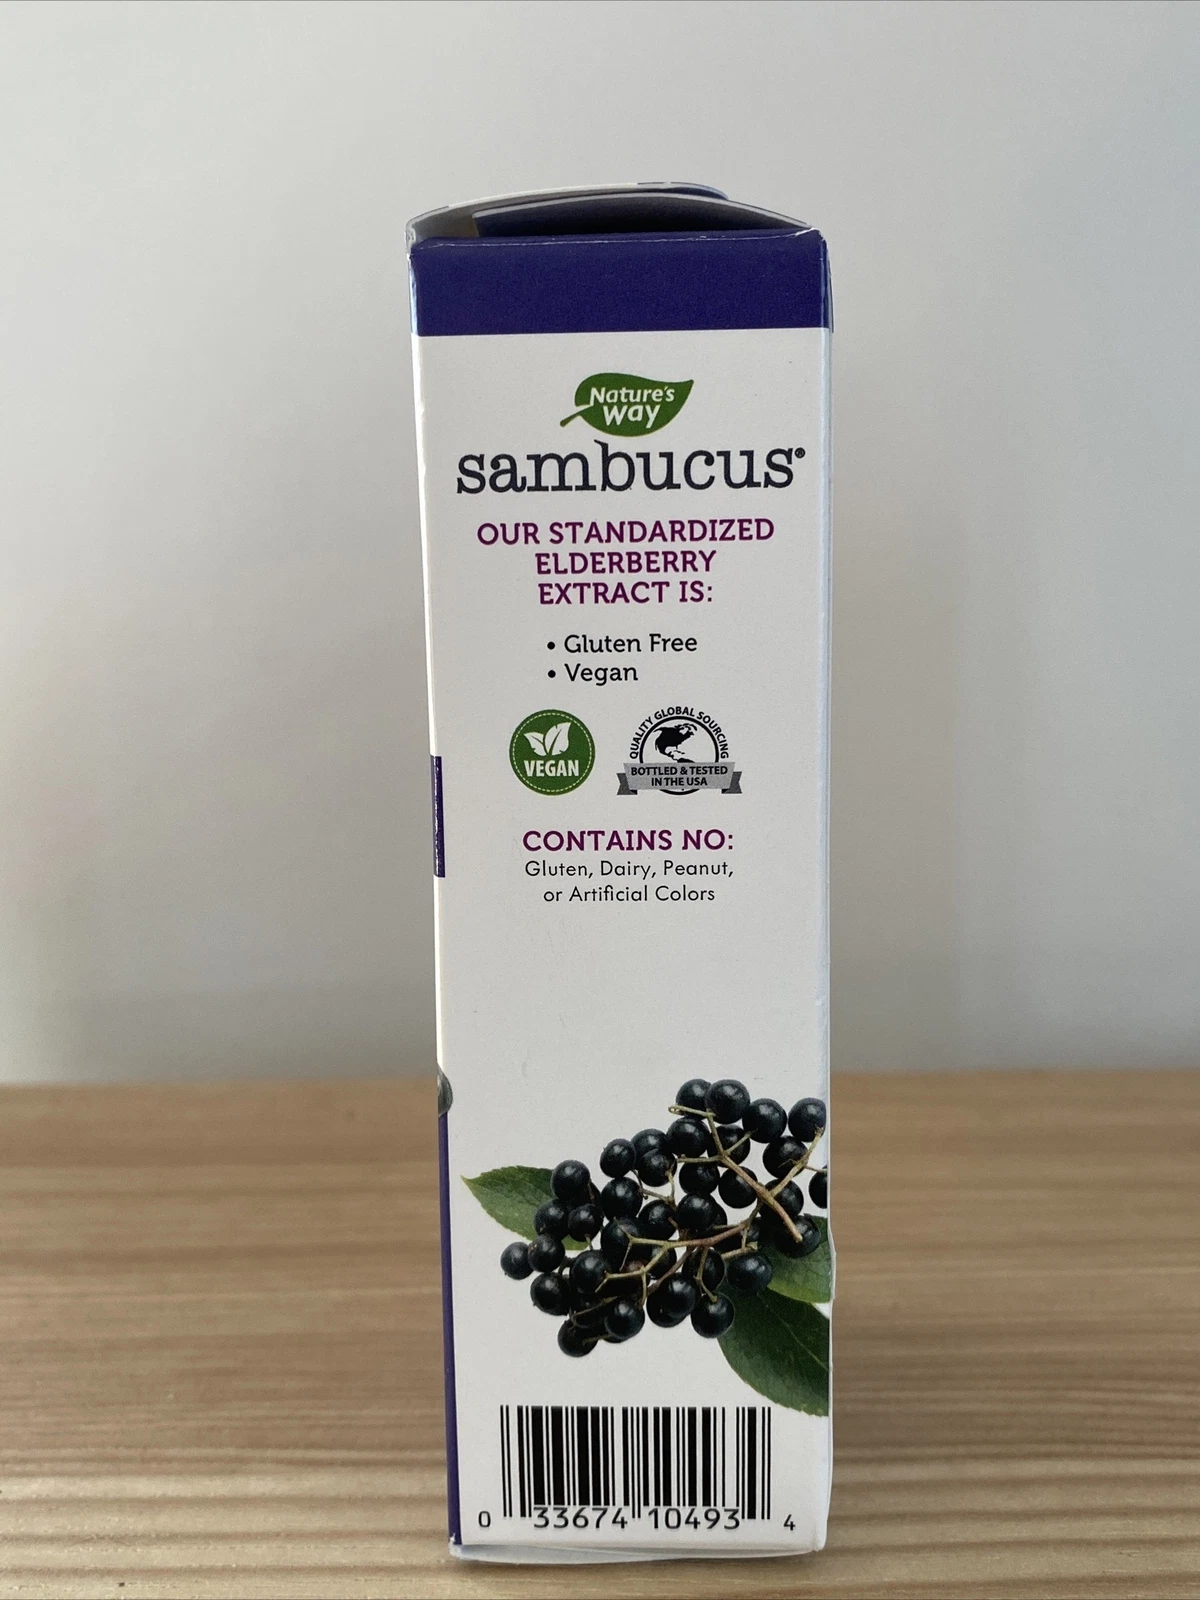 Nature's
Way
sambucus®
OUR STANDARDIZED
ELDERBERRY
EXTRACT IS:
• Gluten Free
• Vegan
VEGAN
QUALITY GLOBAL SOURCING
BOTTLED & TESTED
IN THE USA
CONTAINS NO:
Gluten, Dairy, Peanut,
or Artificial Colors
0 33674 10493 4